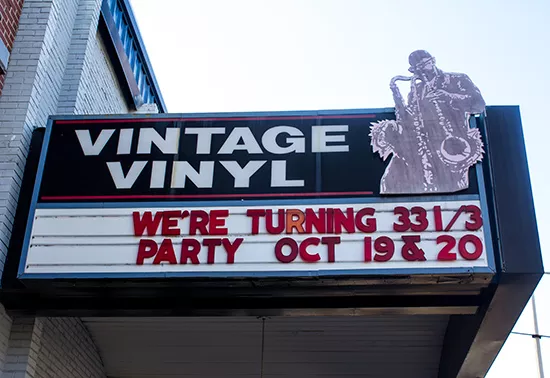 VINTAGE
VINYL
WE'RE TURNING 33 1/3
PARTY OCT 19 & 20